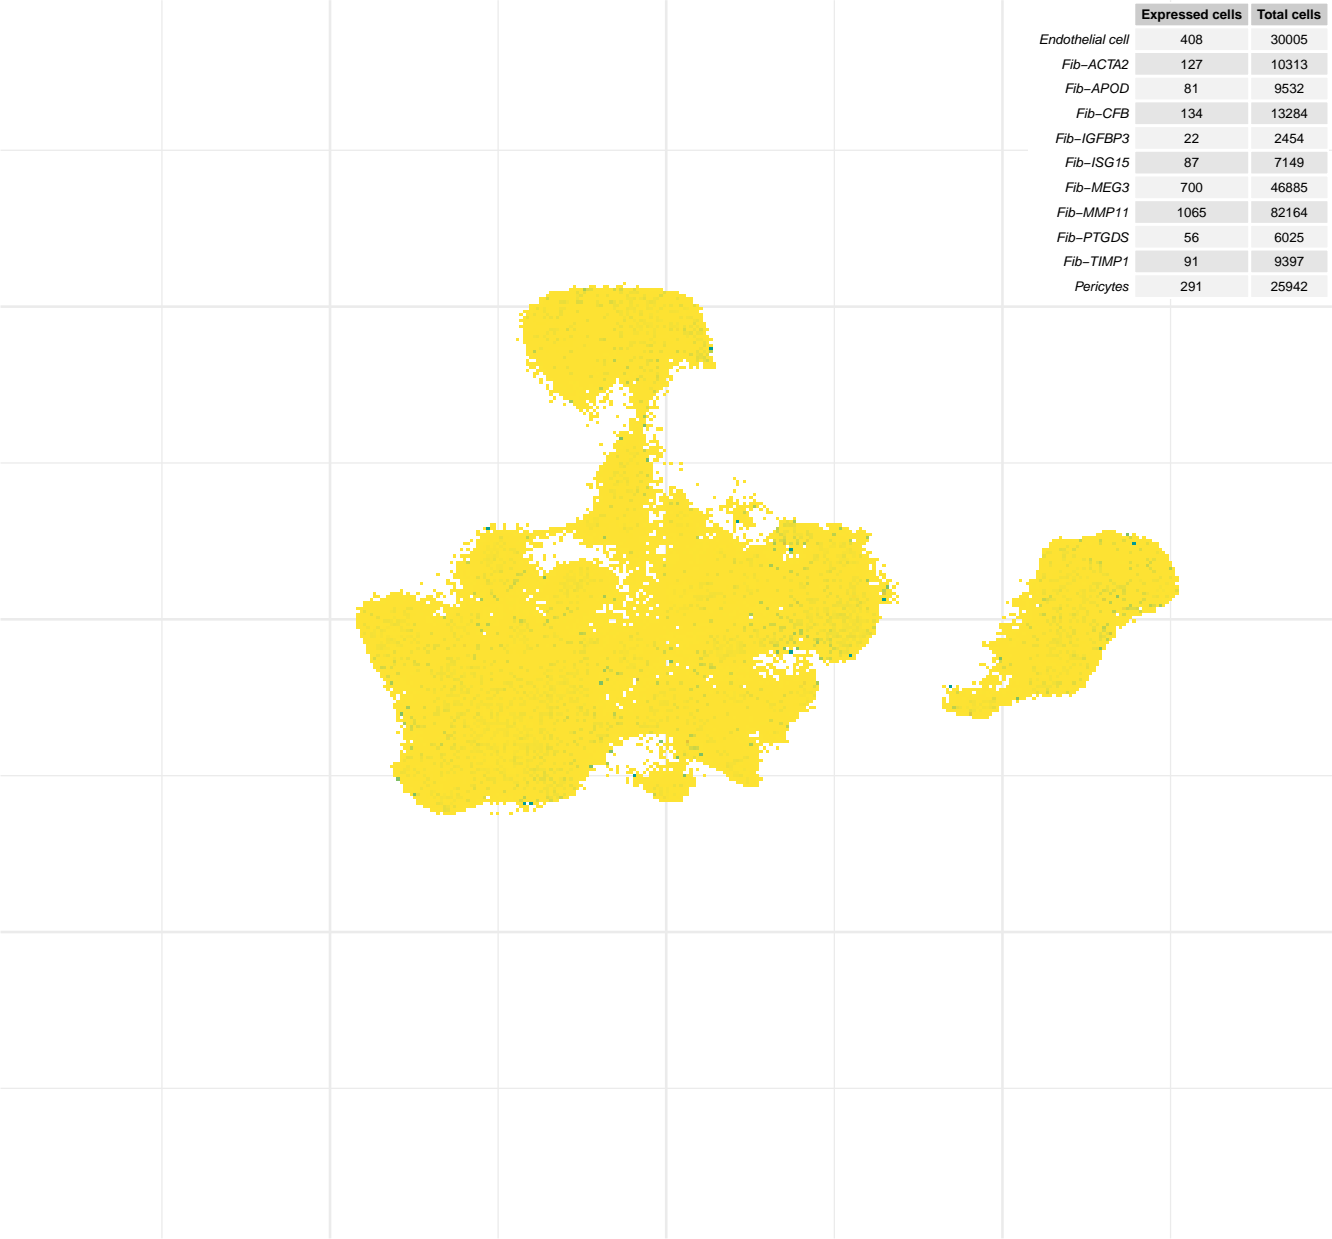 Expressed cells Total cells
Endothelial cell 408 30005
Fib−ACTA2 127 10313
Fib−APOD 81 9532
Fib−CFB 134 13284
Fib−IGFBP3 22 2454
Fib−ISG15 87 7149
Fib−MEG3 700 46885
Fib−MMP11 1065 82164
Fib−PTGDS 56 6025
Fib−TIMP1 91 9397
Pericytes 291 25942